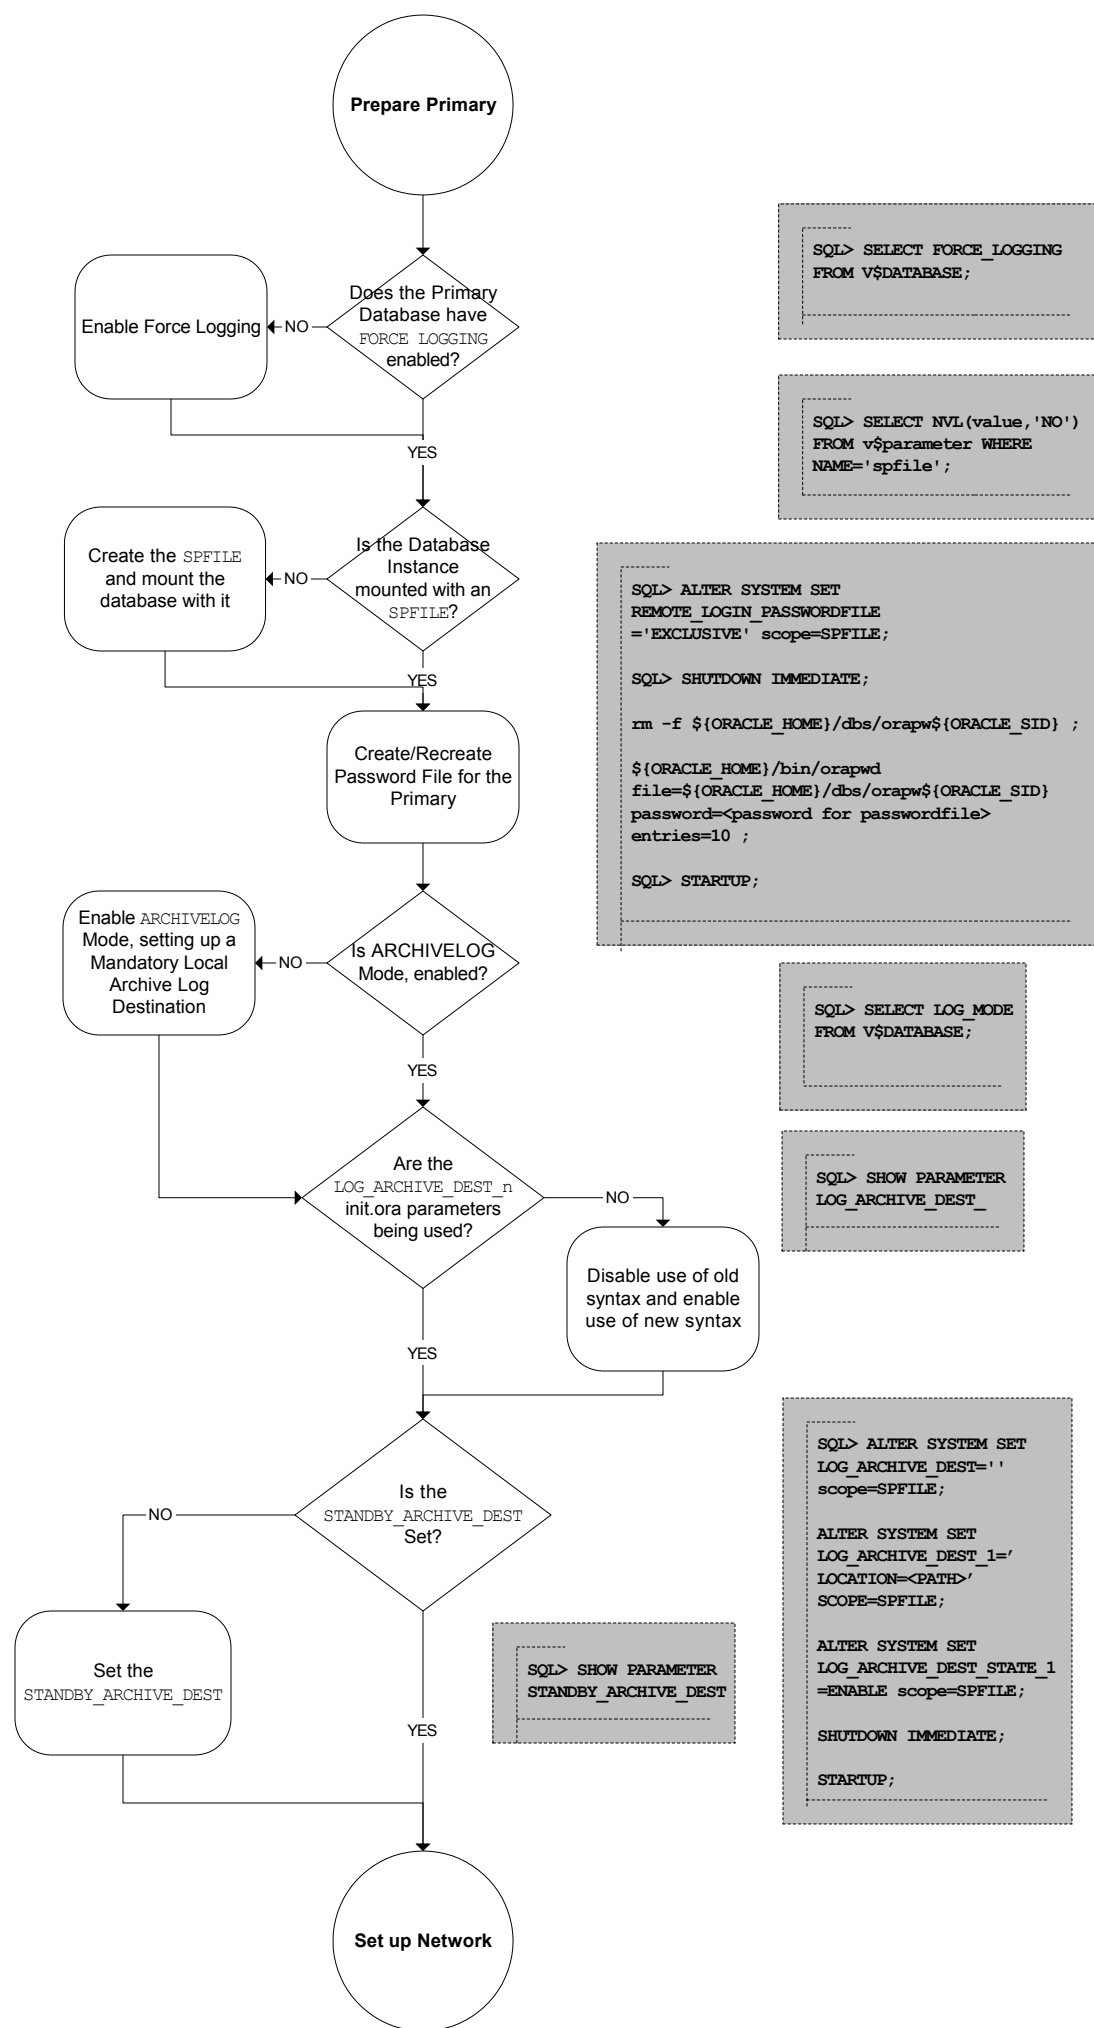 Prepare Primary
SQL> SELECT FORCE_LOGGING
FROM V$DATABASE;
Does the Primary
Database have
FORCE LOGGING
enabled?
NO
Enable Force Logging
YES
SQL> SELECT NVL(value,'NO')
FROM v$parameter WHERE
NAME='spfile';
Is the Database
Instance
mounted with an
SPFILE?
NO
Create the SPFILE
and mount the
database with it
YES
SQL> ALTER SYSTEM SET
REMOTE_LOGIN_PASSWORDFILE
='EXCLUSIVE' scope=SPFILE;
SQL> SHUTDOWN IMMEDIATE;
rm -f ${ORACLE_HOME}/dbs/orapw${ORACLE_SID} ;
${ORACLE_HOME}/bin/orapwd
file=${ORACLE_HOME}/dbs/orapw${ORACLE_SID}
password=<password for passwordfile>
entries=10 ;
SQL> STARTUP;
Create/Recreate
Password File for the
Primary
Is ARCHIVELOG
Mode, enabled?
NO
Enable ARCHIVELOG
Mode, setting up a
Mandatory Local
Archive Log
Destination
YES
SQL> SELECT LOG_MODE
FROM V$DATABASE;
Are the
LOG_ARCHIVE_DEST_n
init.ora parameters
being used?
NO
SQL> SHOW PARAMETER
LOG_ARCHIVE_DEST_
Disable use of old
syntax and enable
use of new syntax
YES
Is the
STANDBY_ARCHIVE_DEST
Set?
NO
SQL> ALTER SYSTEM SET
LOG_ARCHIVE_DEST=''
scope=SPFILE;
ALTER SYSTEM SET
LOG_ARCHIVE_DEST_1=’
LOCATION=<PATH>’
SCOPE=SPFILE;
ALTER SYSTEM SET
LOG_ARCHIVE_DEST_STATE_1
=ENABLE scope=SPFILE;
SHUTDOWN IMMEDIATE;
STARTUP;
Set the
STANDBY_ARCHIVE_DEST
SQL> SHOW PARAMETER
STANDBY_ARCHIVE_DEST
YES
Set up Network